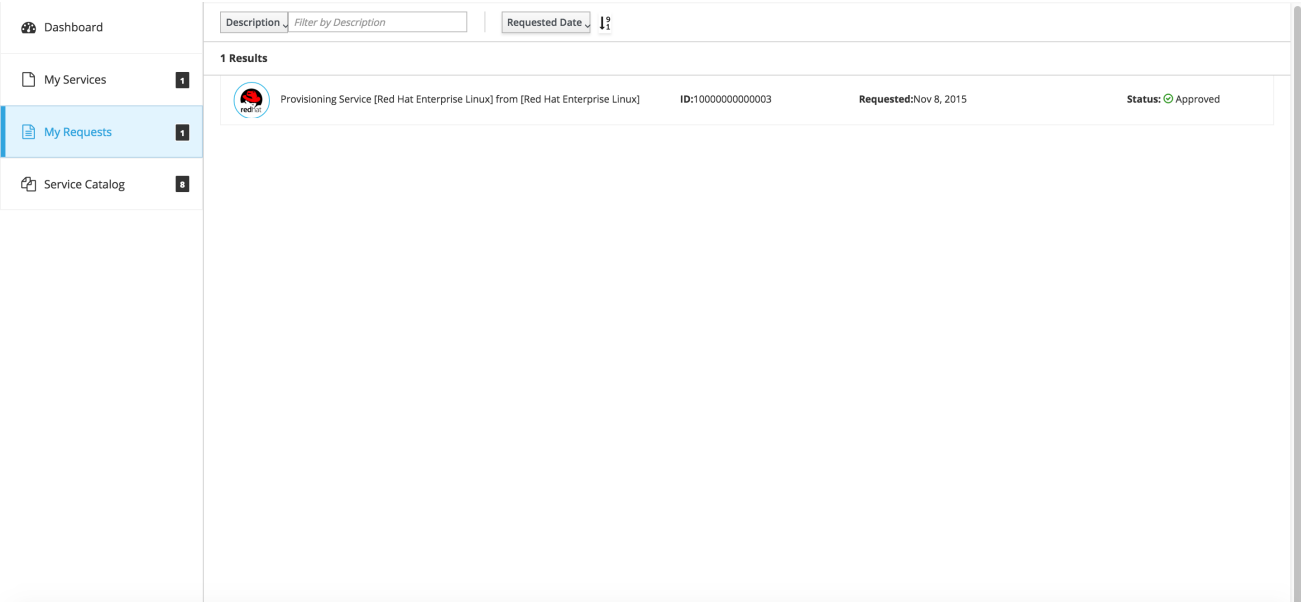 Dashboard
My Services 1
My Requests 1
Service Catalog 8
Description Filter by Description Requested Date 9 1
1 Results
redhat
Provisioning Service [Red Hat Enterprise Linux] from [Red Hat Enterprise Linux] ID:10000000000003 Requested:Nov 8, 2015 Status: Approved